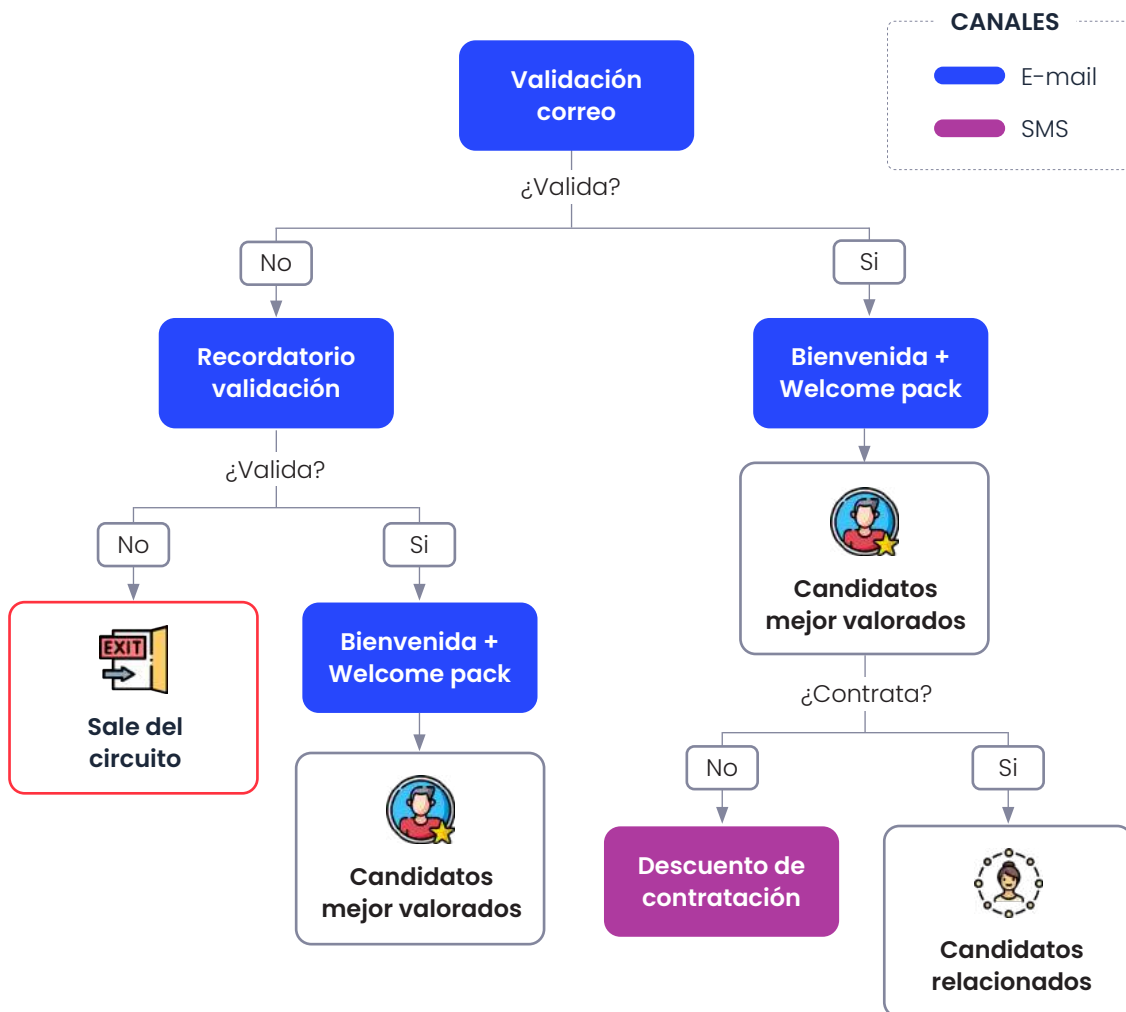 CANALES
E-mail
SMS
Validación
correo
¿Valida?
No
Si
Recordatorio
validación
Bienvenida +
Welcome pack
¿Valida?
No
Si
Candidatos
mejor valorados
EXIT
Sale del
circuito
Bienvenida +
Welcome pack
¿Contrata?
No
Si
Candidatos
mejor valorados
Descuento de
contratación
Candidatos
relacionados